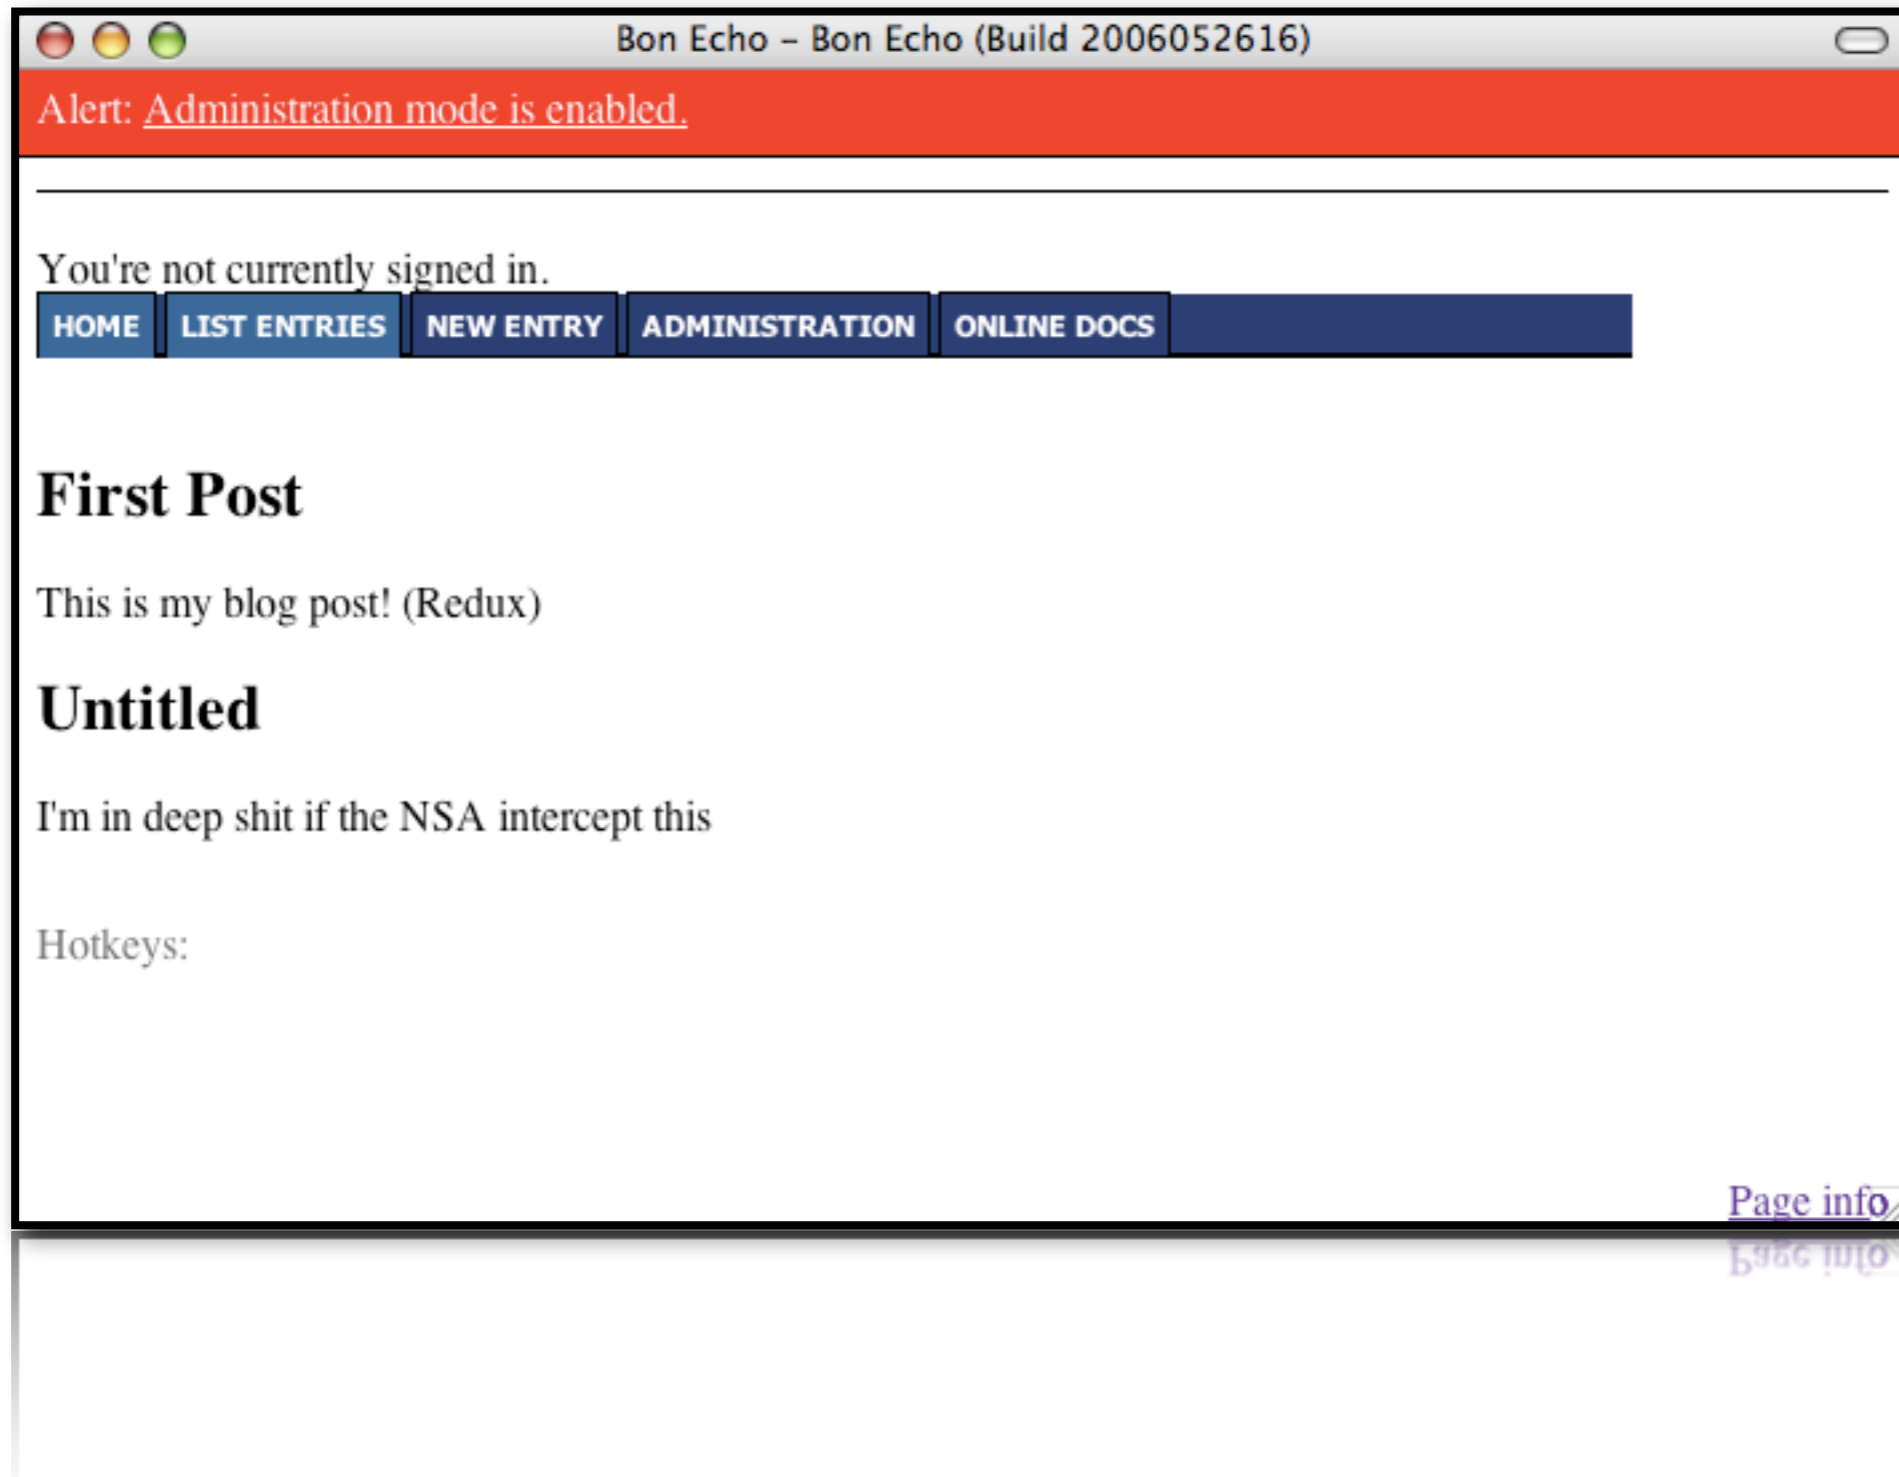 Bon Echo – Bon Echo (Build 2006052616)
Alert: Administration mode is enabled.
You're not currently signed in.
HOME LIST ENTRIES NEW ENTRY ADMINISTRATION ONLINE DOCS
First Post
This is my blog post! (Redux)
Untitled
I'm in deep shit if the NSA intercept this
Hotkeys:
Page info